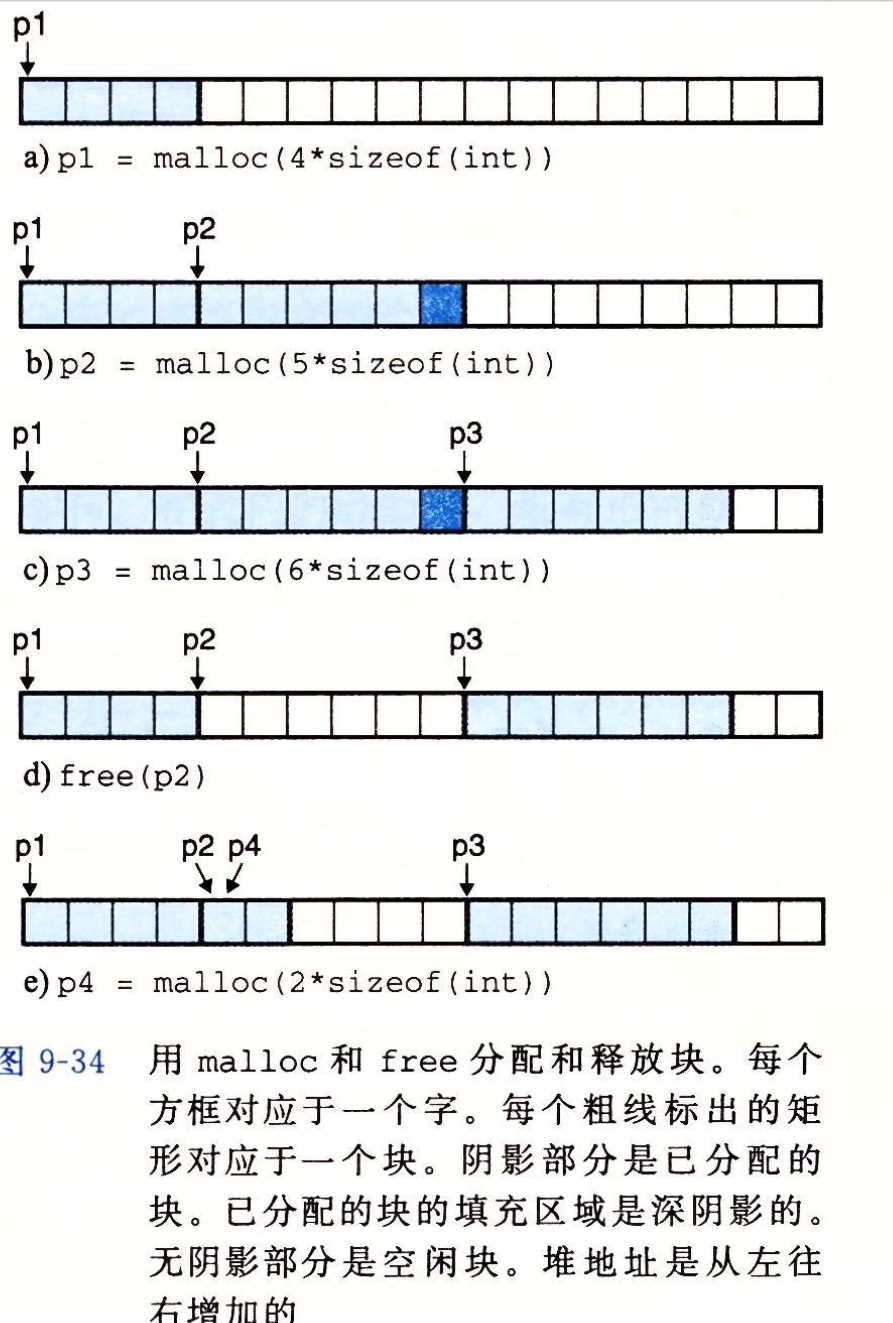 p1
a) p1 = malloc(4*sizeof(int))
p1 p2
b) p2 = malloc(5*sizeof(int))
p1 p2 p3
c) p3 = malloc(6*sizeof(int))
p1 p2 p3
d) free(p2)
p1 p2 p4 p3
e) p4 = malloc(2*sizeof(int))
图 9-34 用 malloc 和 free 分配和释放块。每个
方框对应于一个字。每个粗线标出的矩
形对应于一个块。阴影部分是已分配的
块。已分配的块的填充区域是深阴影的。
无阴影部分是空闲块。堆地址是从左往
右增加的